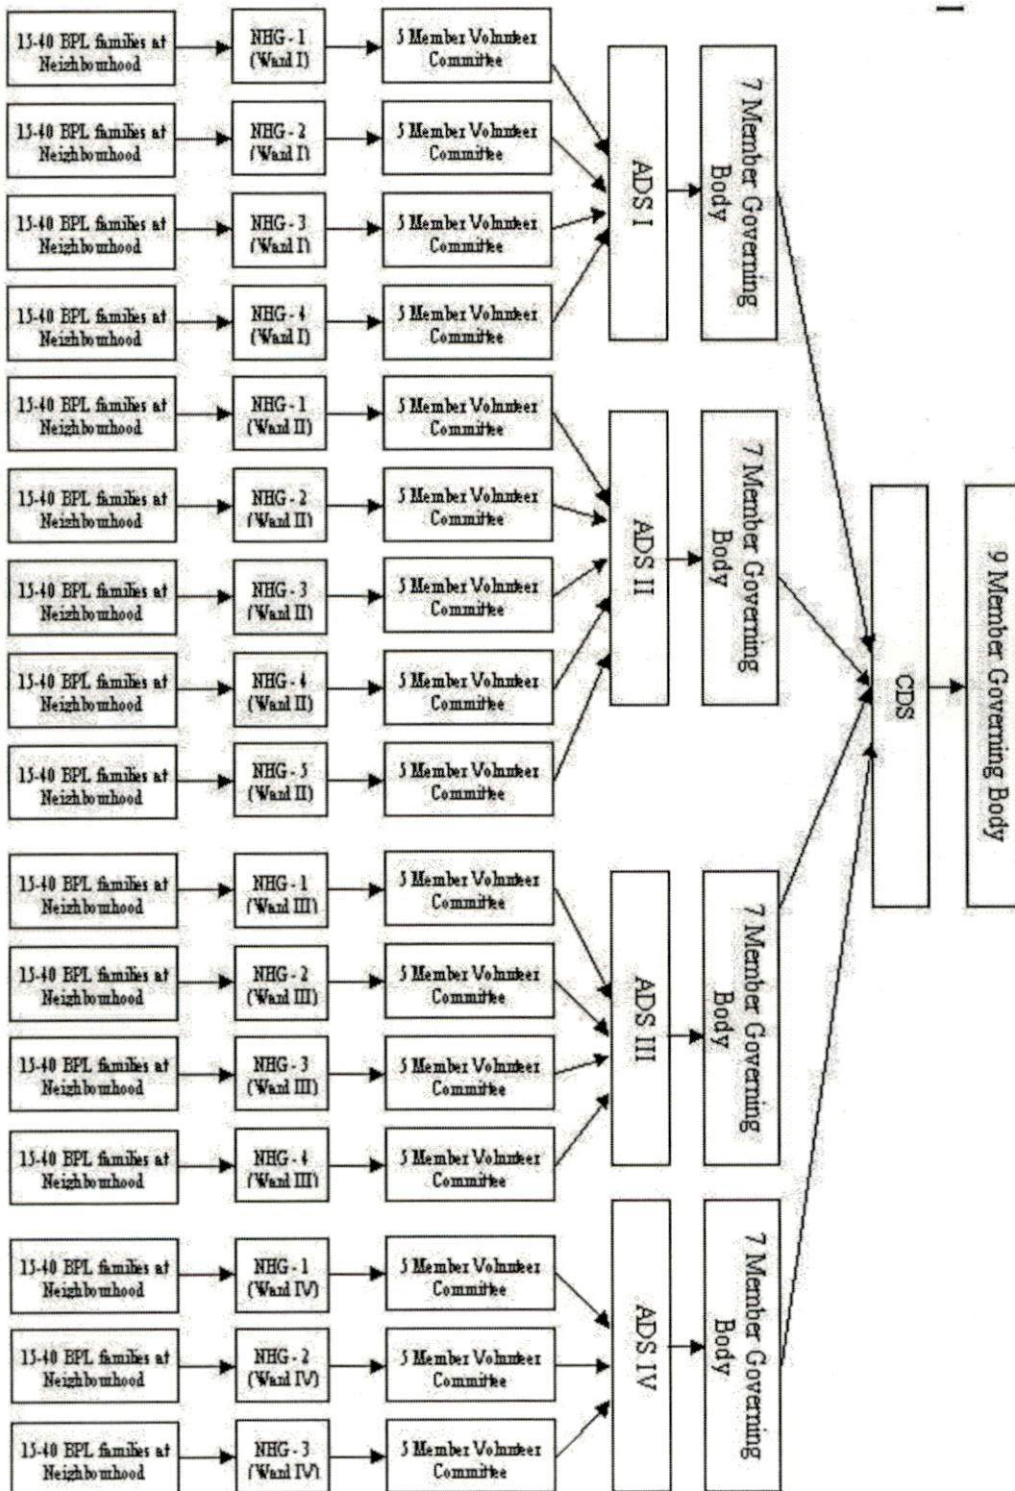 15-40 BPL families at
Neighbourhood
NHG - 1
(Ward I)
5 Member Volunteer
Committee
15-40 BPL families at
Neighbourhood
NHG - 2
(Ward I)
5 Member Volunteer
Committee
15-40 BPL families at
Neighbourhood
NHG - 3
(Ward I)
5 Member Volunteer
Committee
15-40 BPL families at
Neighbourhood
NHG - 4
(Ward I)
5 Member Volunteer
Committee
ADS I
7 Member Governing
Body
15-40 BPL families at
Neighbourhood
NHG - 1
(Ward II)
5 Member Volunteer
Committee
15-40 BPL families at
Neighbourhood
NHG - 2
(Ward II)
5 Member Volunteer
Committee
15-40 BPL families at
Neighbourhood
NHG - 3
(Ward II)
5 Member Volunteer
Committee
15-40 BPL families at
Neighbourhood
NHG - 4
(Ward II)
5 Member Volunteer
Committee
15-40 BPL families at
Neighbourhood
NHG - 5
(Ward II)
5 Member Volunteer
Committee
ADS II
7 Member Governing
Body
15-40 BPL families at
Neighbourhood
NHG - 1
(Ward III)
5 Member Volunteer
Committee
15-40 BPL families at
Neighbourhood
NHG - 2
(Ward III)
5 Member Volunteer
Committee
15-40 BPL families at
Neighbourhood
NHG - 3
(Ward III)
5 Member Volunteer
Committee
15-40 BPL families at
Neighbourhood
NHG - 4
(Ward III)
5 Member Volunteer
Committee
ADS III
7 Member Governing
Body
15-40 BPL families at
Neighbourhood
NHG - 1
(Ward IV)
5 Member Volunteer
Committee
15-40 BPL families at
Neighbourhood
NHG - 2
(Ward IV)
5 Member Volunteer
Committee
15-40 BPL families at
Neighbourhood
NHG - 3
(Ward IV)
5 Member Volunteer
Committee
ADS IV
7 Member Governing
Body
CDS
9 Member Governing Body